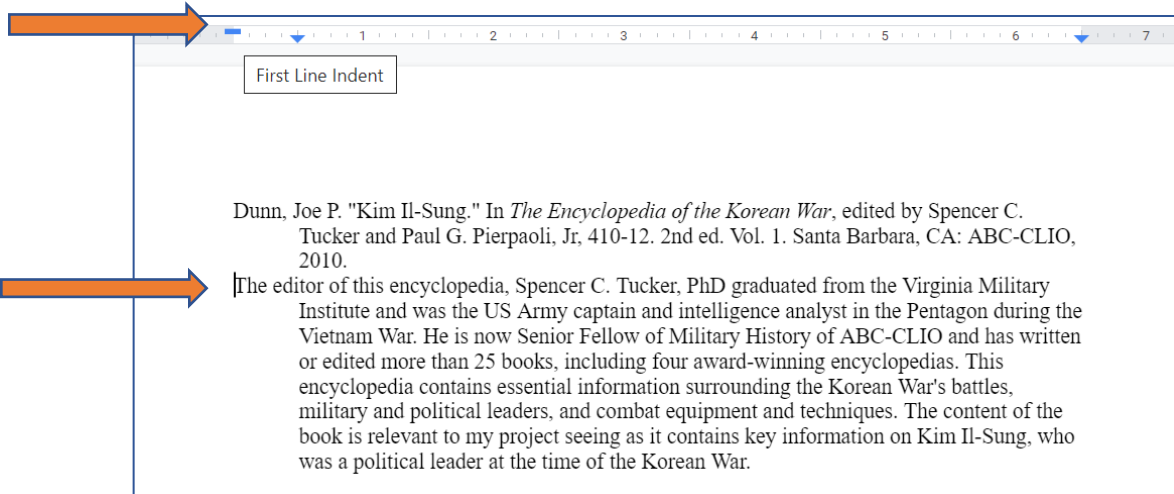 1 2 3 4 5 6 7
First Line Indent
Dunn, Joe P. "Kim Il-Sung." In The Encyclopedia of the Korean War, edited by Spencer C.
Tucker and Paul G. Pierpaoli, Jr, 410-12. 2nd ed. Vol. 1. Santa Barbara, CA: ABC-CLIO,
2010.
The editor of this encyclopedia, Spencer C. Tucker, PhD graduated from the Virginia Military
Institute and was the US Army captain and intelligence analyst in the Pentagon during the
Vietnam War. He is now Senior Fellow of Military History of ABC-CLIO and has written
or edited more than 25 books, including four award-winning encyclopedias. This
encyclopedia contains essential information surrounding the Korean War's battles,
military and political leaders, and combat equipment and techniques. The content of the
book is relevant to my project seeing as it contains key information on Kim Il-Sung, who
was a political leader at the time of the Korean War.